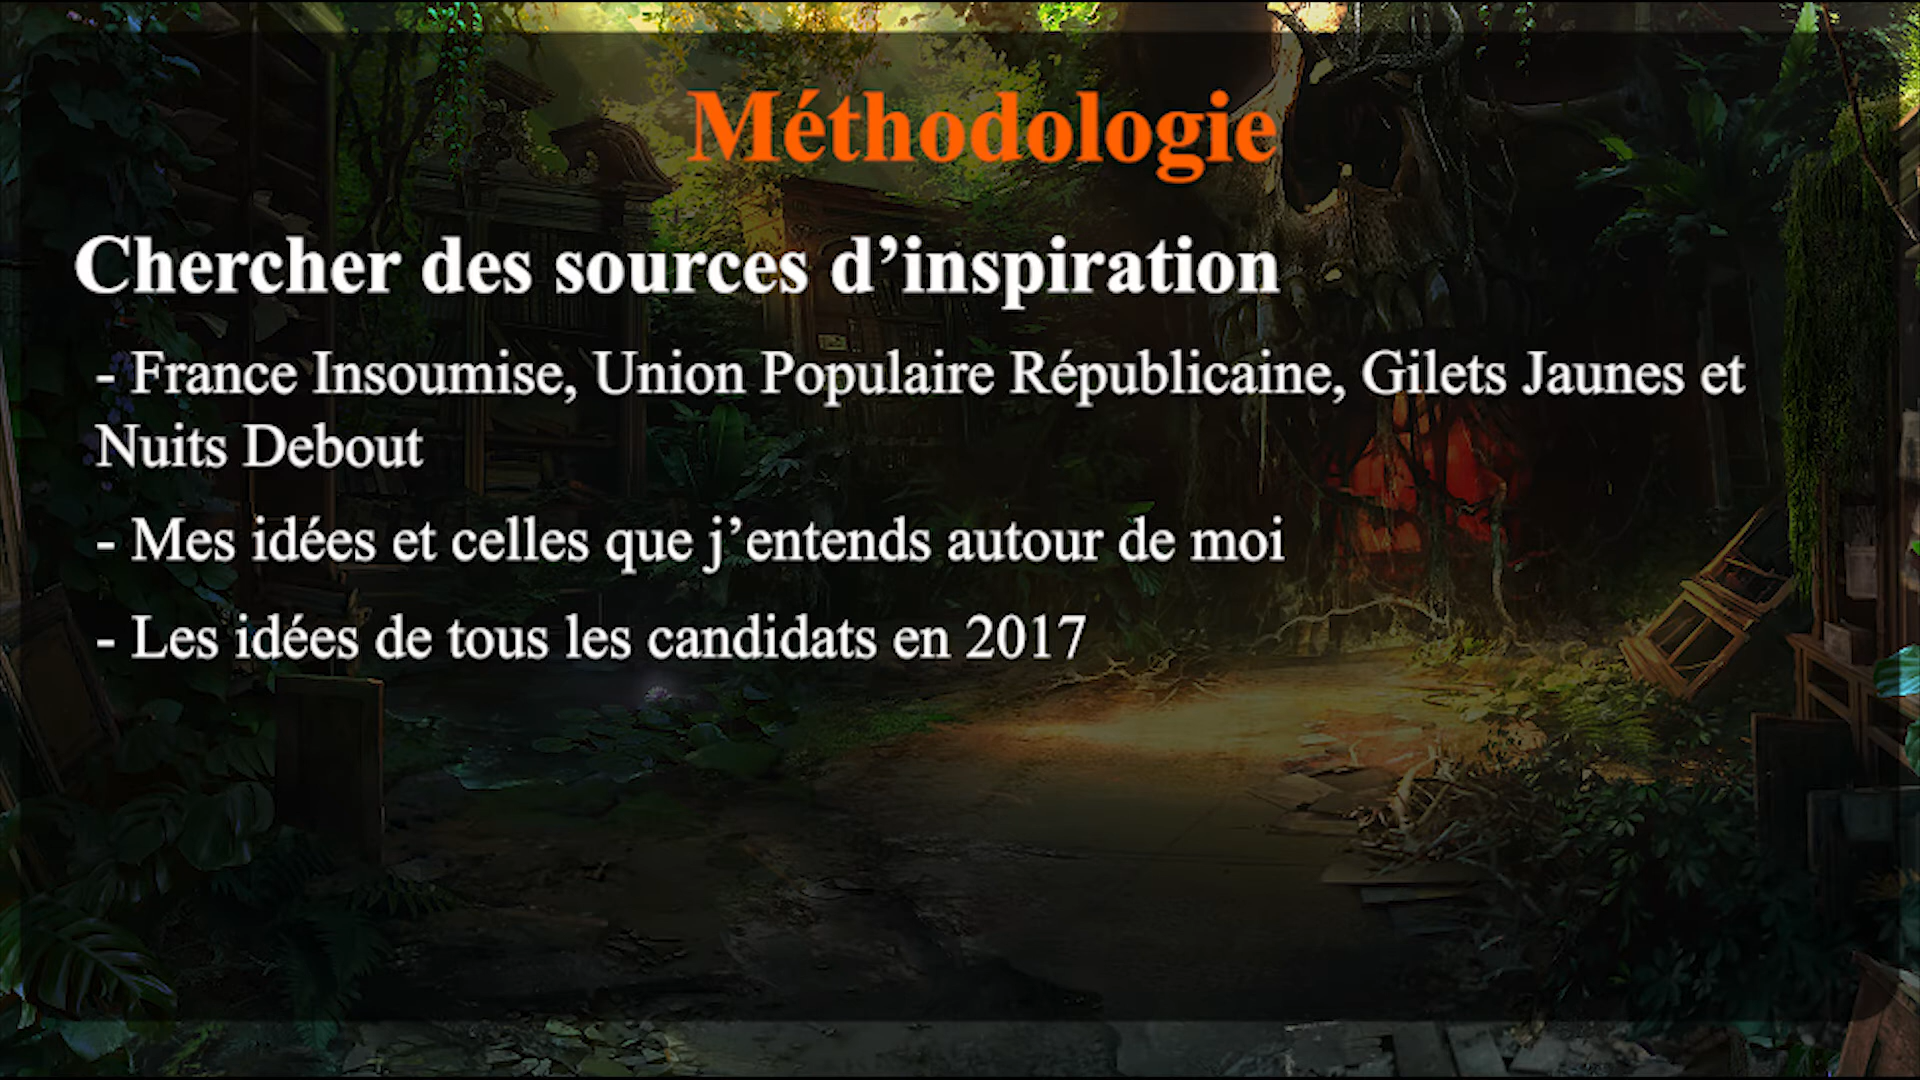 Méthodologie
Chercher des sources d’inspiration
- France Insoumise, Union Populaire Républicaine, Gilets Jaunes et
Nuits Debout
- Mes idées et celles que j’entends autour de moi
- Les idées de tous les candidats en 2017